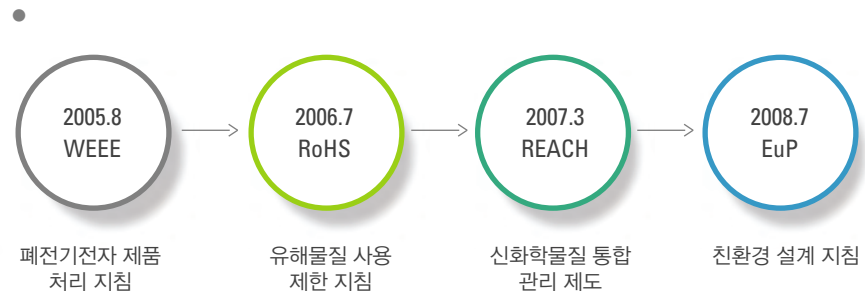 2005.8
WEEE
2006.7
RoHS
2007.3
REACH
2008.7
EuP
폐전기전자 제품
처리 지침
유해물질 사용
제한 지침
신화학물질 통합
관리 제도
친환경 설계 지침